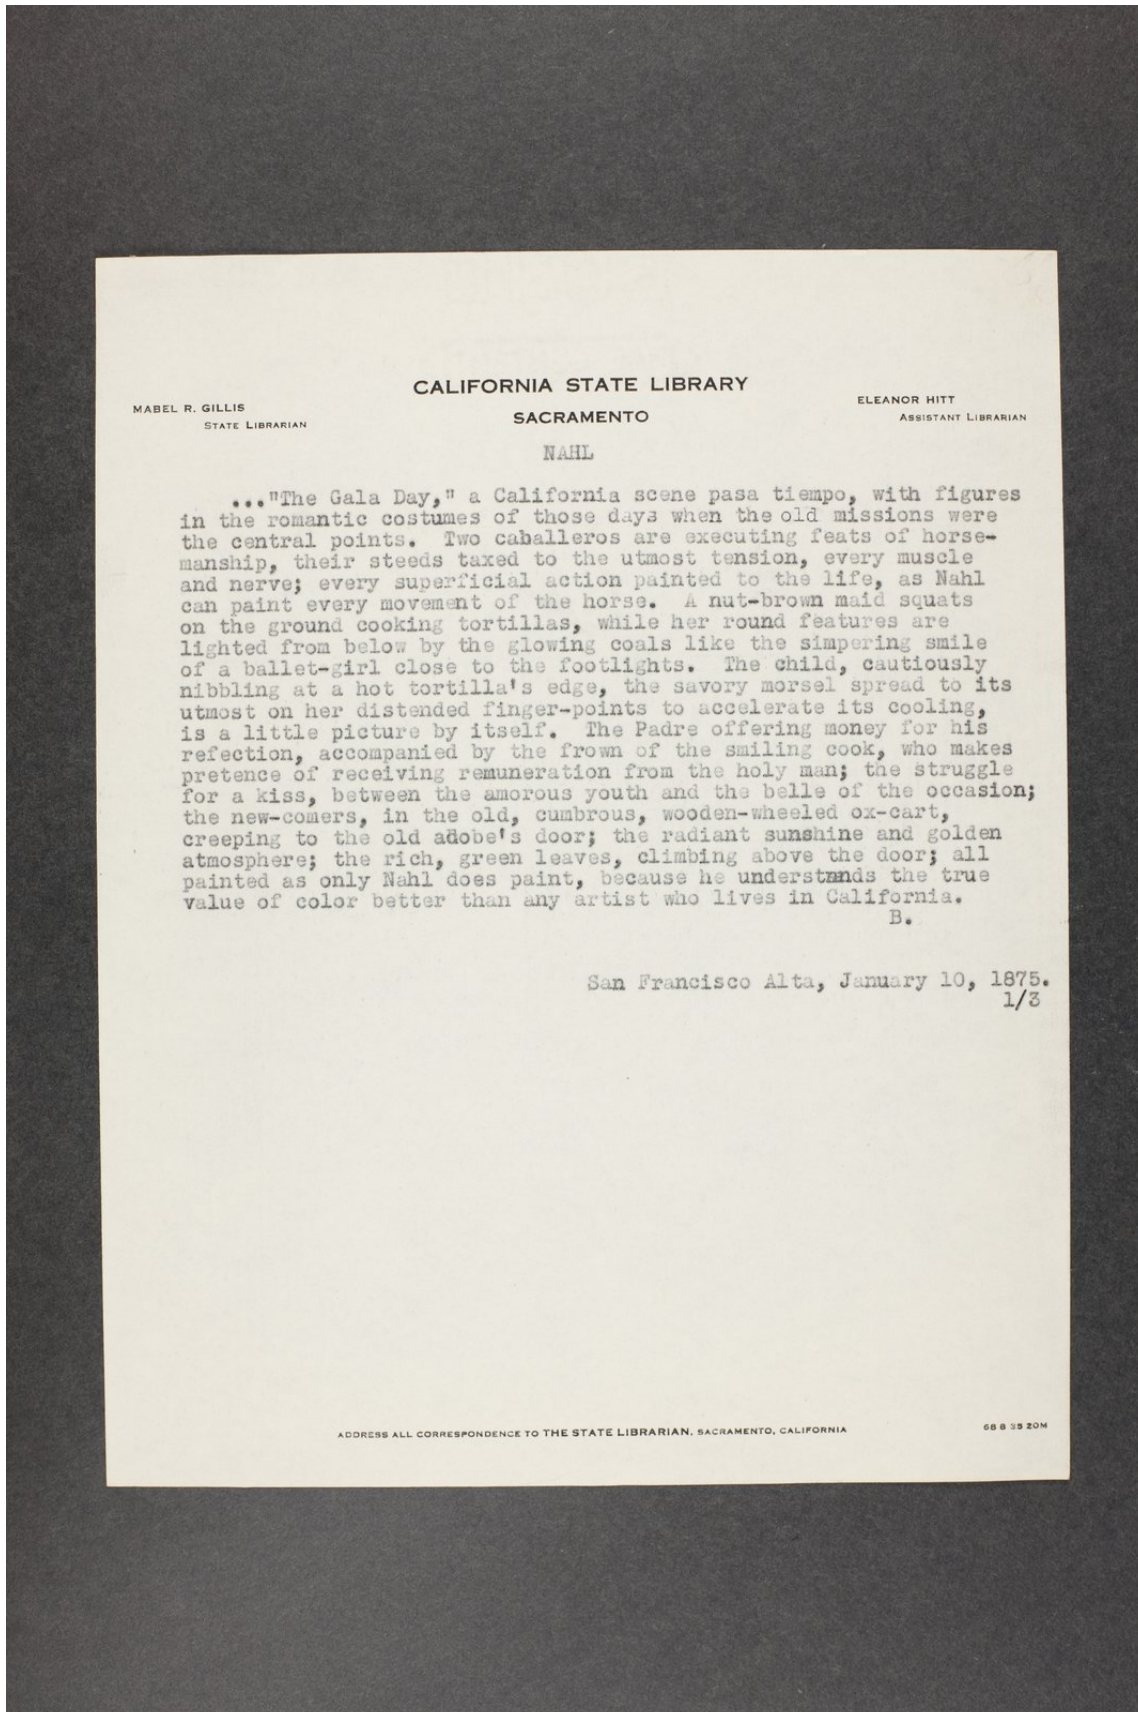 CALIFORNIA STATE LIBRARY
MABEL R. GILLIS
STATE LIBRARIAN
SACRAMENTO
ELEANOR HITT
ASSISTANT LIBRARIAN
NAHL
..."The Gala Day," a California scene pasa tiempo, with figures
in the romantic costumes of those days when the old missions were
the central points. Two caballeros are executing feats of horse-
manship, their steeds taxed to the utmost tension, every muscle
and nerve; every superficial action painted to the life, as Nahl
can paint every movement of the horse. A nut-brown maid squats
on the ground cooking tortillas, while her round features are
lighted from below by the glowing coals like the simpering smile
of a ballet-girl close to the footlights. The child, cautiously
nibbling at a hot tortilla's edge, the savory morsel spread to its
utmost on her distended finger-points to accelerate its cooling,
is a little picture by itself. The Padre offering money for his
refection, accompanied by the frown of the smiling cook, who makes
pretence of receiving remuneration from the holy man; the struggle
for a kiss, between the amorous youth and the belle of the occasion;
the new-comers, in the old, cumbrous, wooden-wheeled ox-cart,
creeping to the old adobe's door; the radiant sunshine and golden
atmosphere; the rich, green leaves, climbing above the door; all
painted as only Nahl does paint, because he understands the true
value of color better than any artist who lives in California.
B.
San Francisco Alta, January 10, 1875.
1/3
ADDRESS ALL CORRESPONDENCE TO THE STATE LIBRARIAN, SACRAMENTO, CALIFORNIA
68 8 35 20M